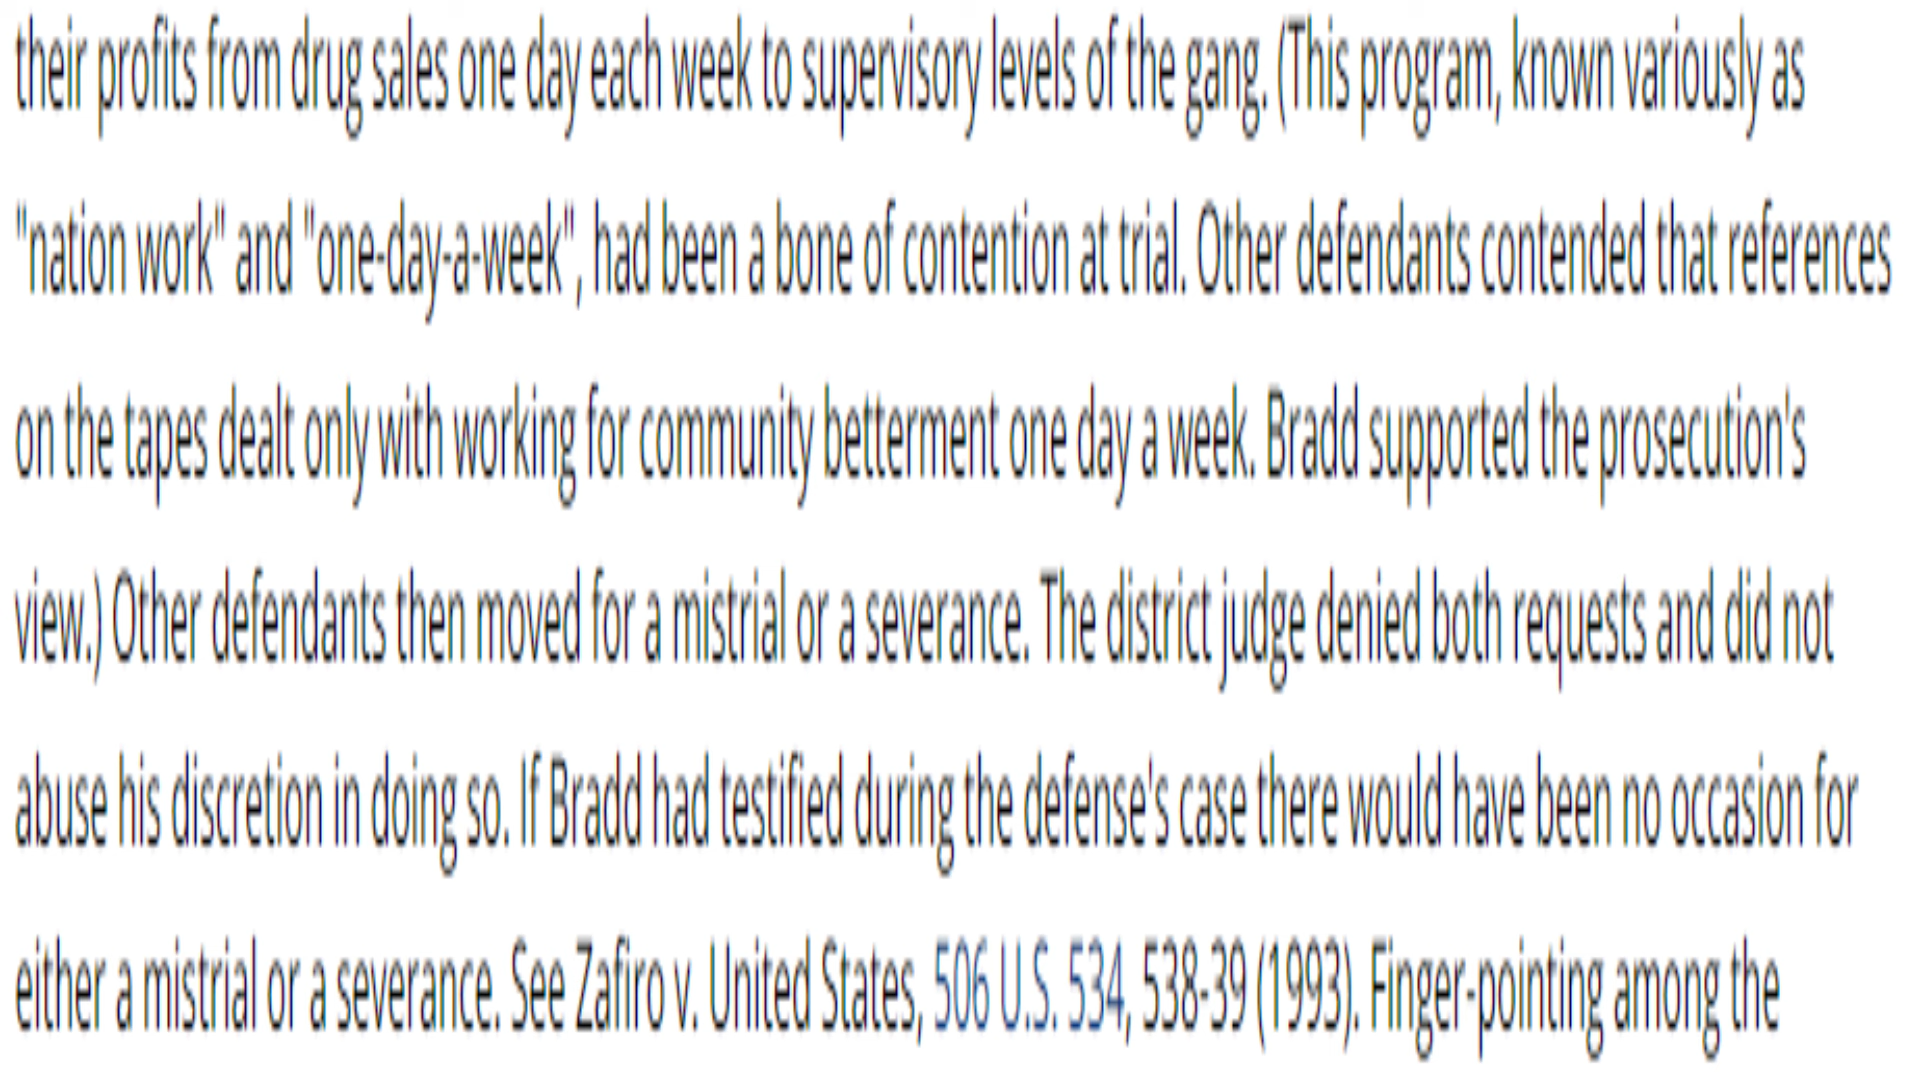 their profits from drug sales one day each week to supervisory levels of the gang. (This program, known variously as
"nation work" and "one-day-a-week", had been a bone of contention at trial. Other defendants contended that references
on the tapes dealt only with working for community betterment one day a week. Bradd supported the prosecution's
view.) Other defendants then moved for a mistrial or a severance. The district judge denied both requests and did not
abuse his discretion in doing so. If Bradd had testified during the defense's case there would have been no occasion for
either a mistrial or a severance. See Zafiro v. United States, 506 U.S. 534, 538-39 (1993). Finger-pointing among the